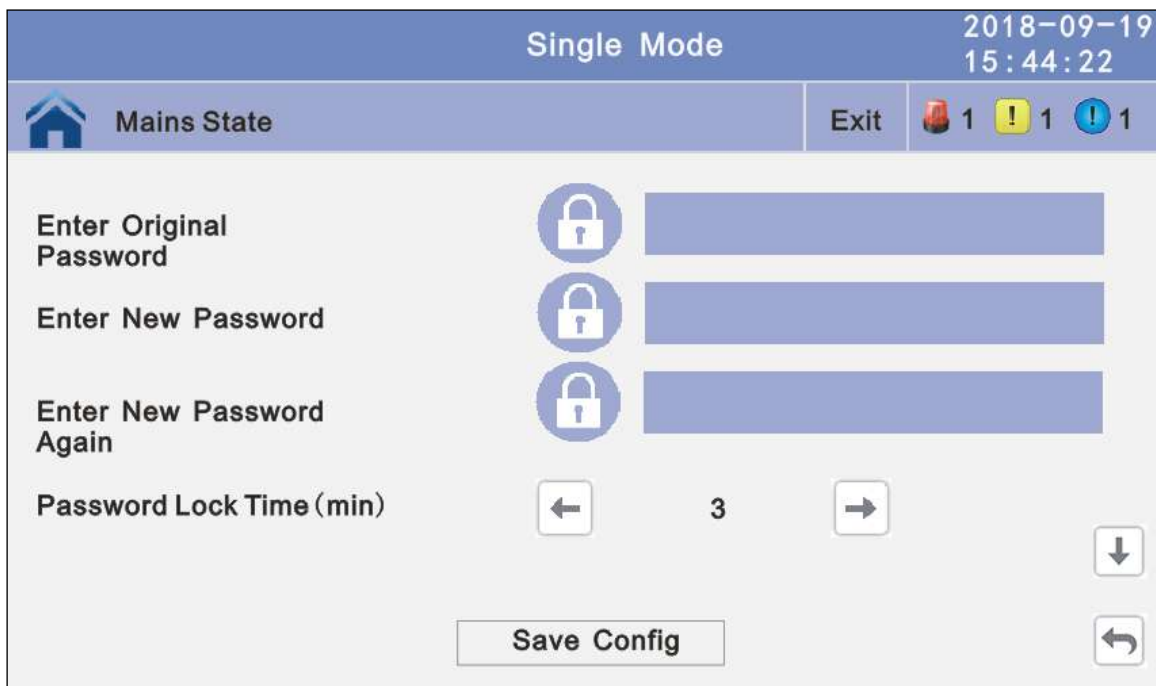 Single Mode
2018-09-19
15:44:22
Mains State
Exit
1
! 1
! 1
Enter Original
Password
Enter New Password
Enter New Password
Again
Password Lock Time(min)
3
Save Config